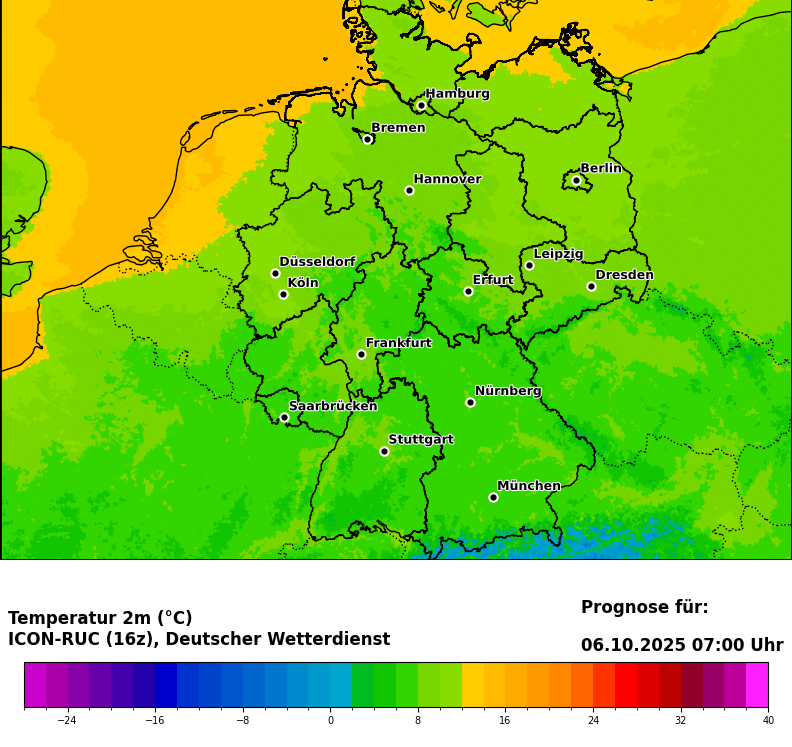 Hamburg
Bremen
Berlin
Hannover
Leipzig
Düsseldorf
Dresden
Köln
Erfurt
Frankfurt
Nürnberg
Saarbrücken
Stuttgart
München
Temperatur 2m (°C)
ICON-RUC (16z), Deutscher Wetterdienst
Prognose für:
06.10.2025 07:00 Uhr
−24 −16 −8 0 8 16 24 32 40